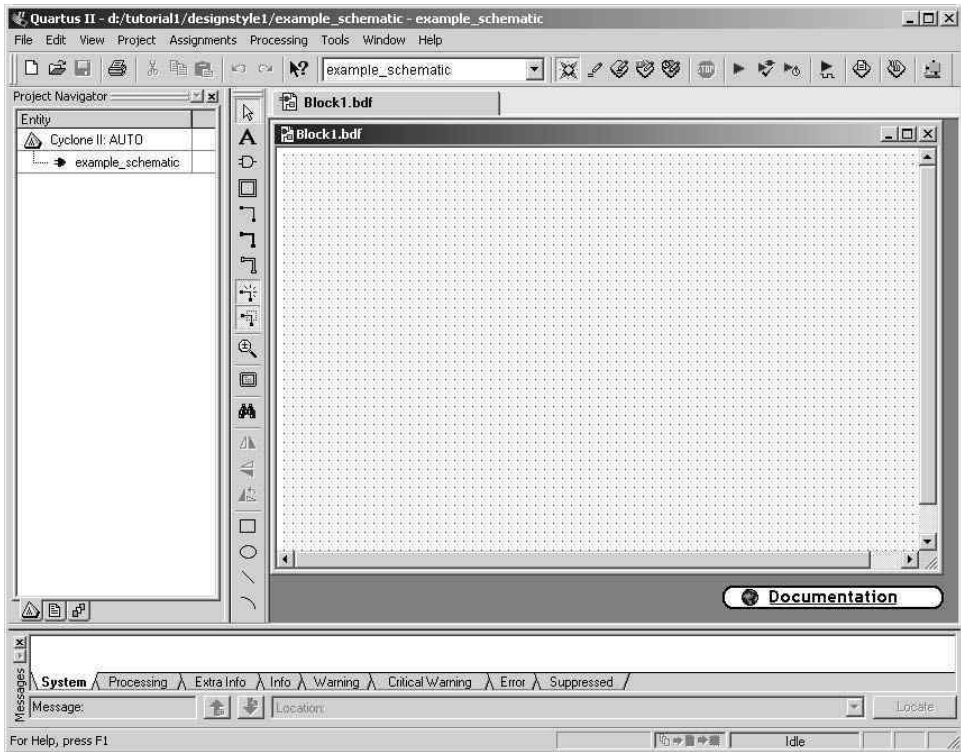 Quartus II - d:/tutorial1/designstyle1/example_schematic - example_schematic
File Edit View Project Assignments Processing Tools Window Help
example_schematic
STOP
Project Navigator
Entity
Cyclone II: AUTO
example_schematic
A
Block1.bdf
Block1.bdf
Documentation
Messages
System Processing Extra Info Info Warning Critical Warning Error Suppressed
Message:
Location:
Locate
For Help, press F1
Idle